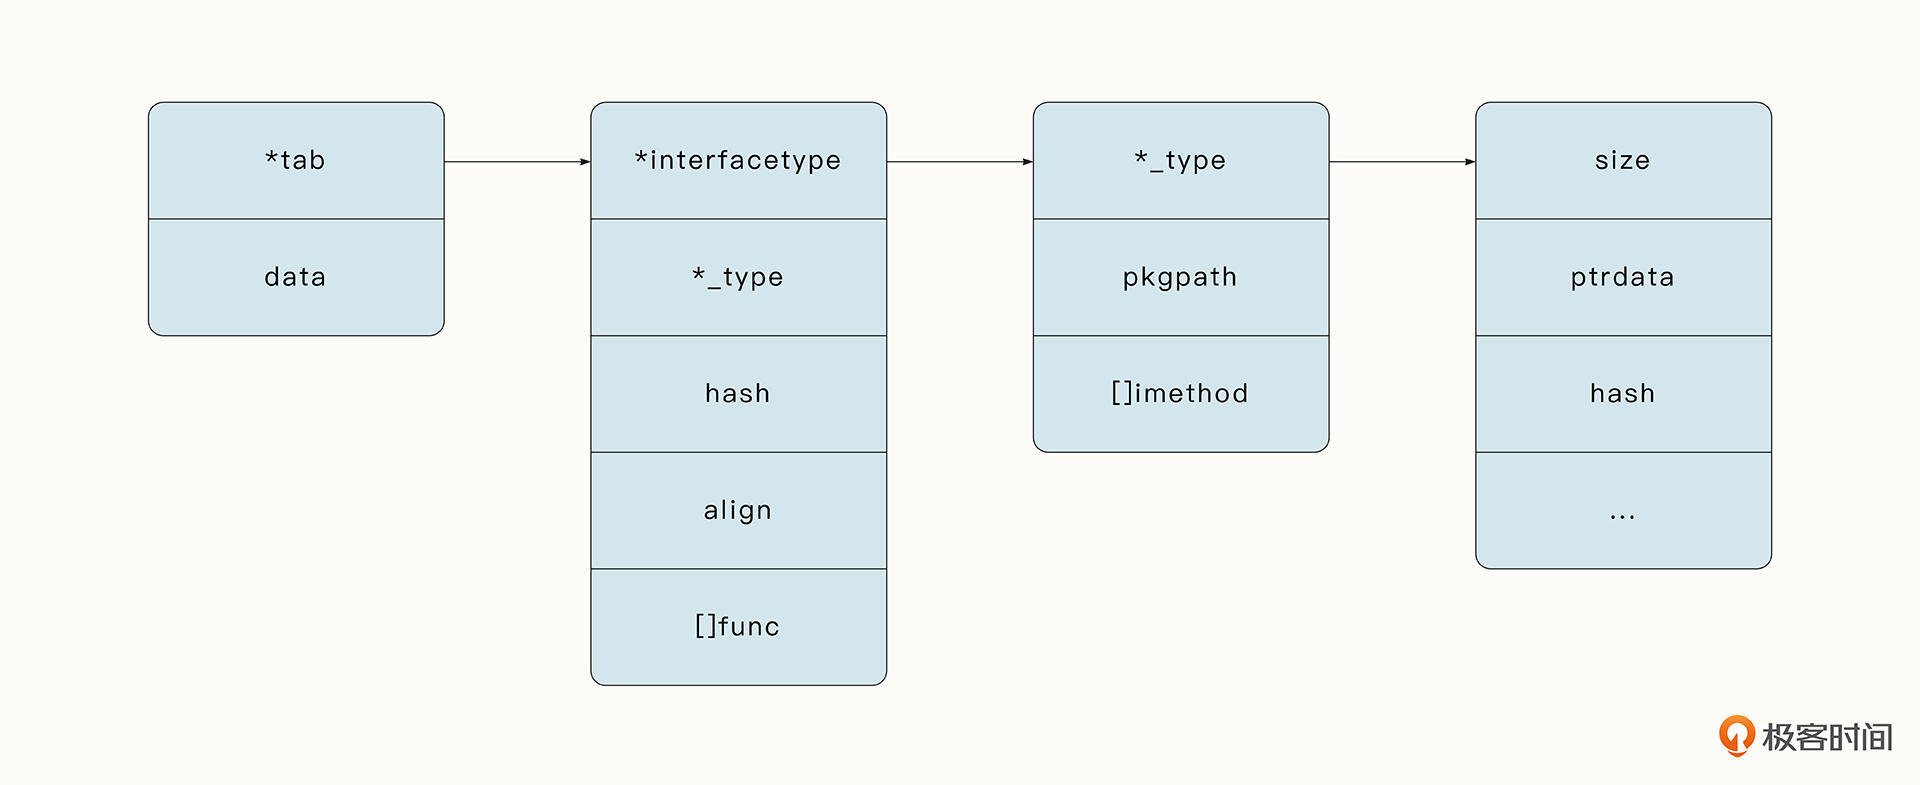 *tab
data
*interfacetype
*_type
hash
align
[]func
*_type
pkgpath
[]imethod
size
ptrdata
hash
...
极客时间